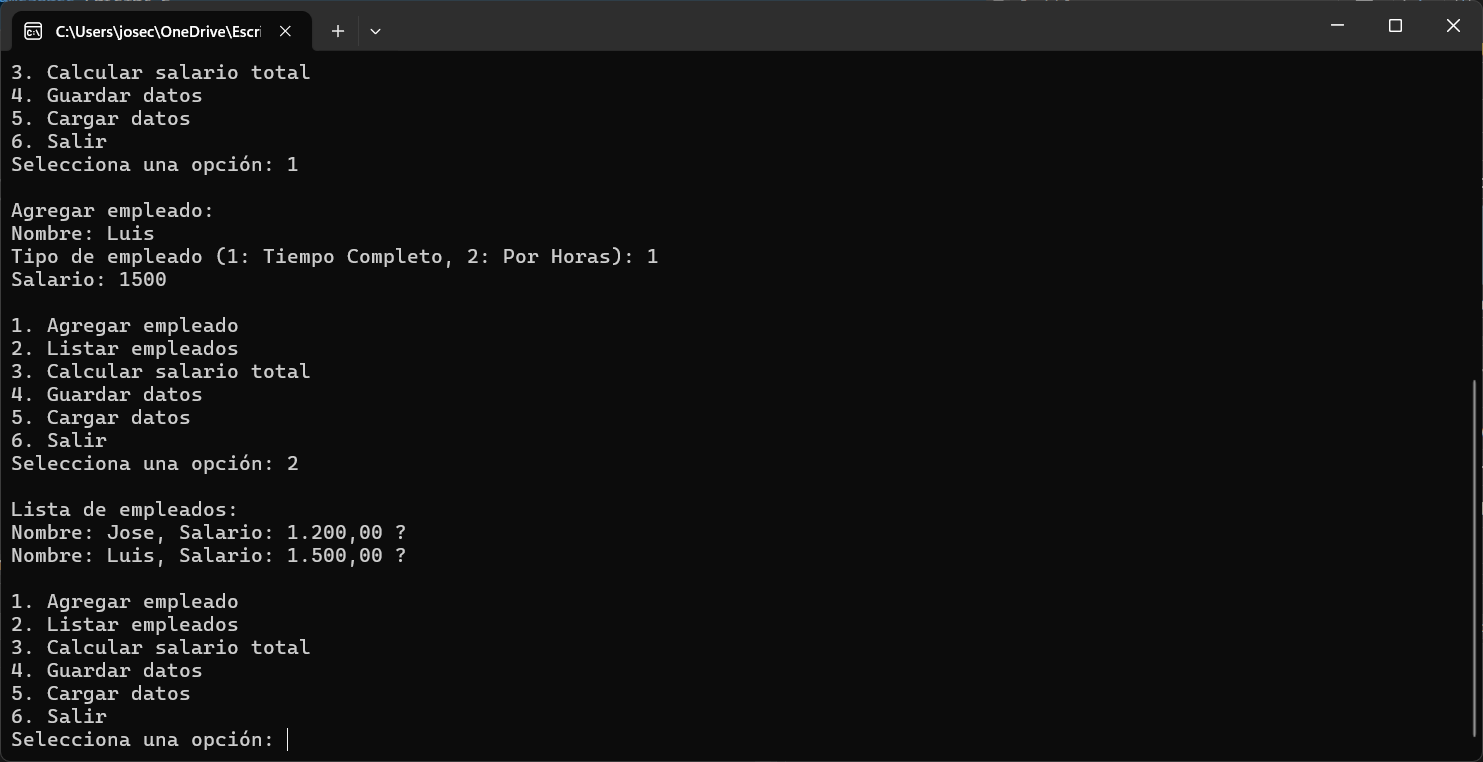 C:\Users\josec\OneDrive\Escri
3. Calcular salario total
4. Guardar datos
5. Cargar datos
6. Salir
Selecciona una opción: 1
Agregar empleado:
Nombre: Luis
Tipo de empleado (1: Tiempo Completo, 2: Por Horas): 1
Salario: 1500
1. Agregar empleado
2. Listar empleados
3. Calcular salario total
4. Guardar datos
5. Cargar datos
6. Salir
Selecciona una opción: 2
Lista de empleados:
Nombre: Jose, Salario: 1.200,00 ?
Nombre: Luis, Salario: 1.500,00 ?
1. Agregar empleado
2. Listar empleados
3. Calcular salario total
4. Guardar datos
5. Cargar datos
6. Salir
Selecciona una opción: